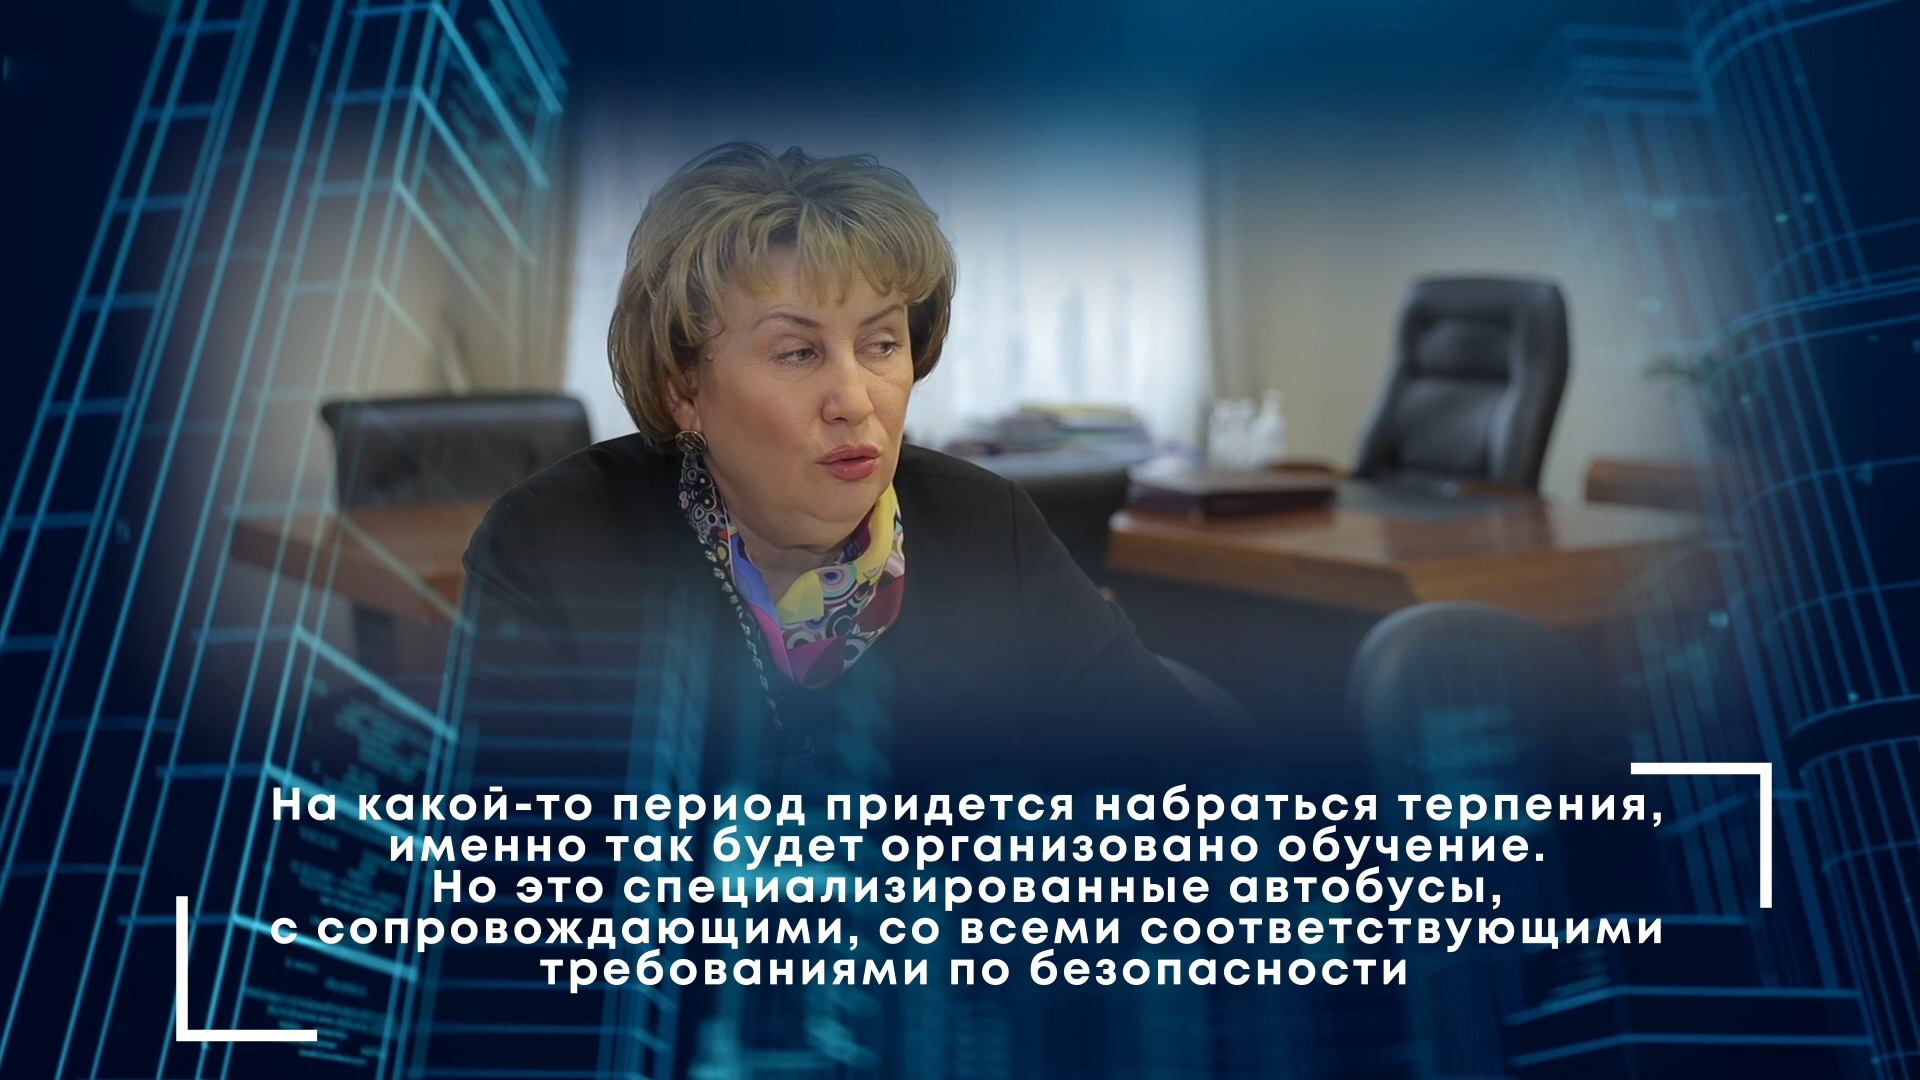 На какой-то период придется набраться терпения,
именно так будет организовано обучение.
Но это специализированные автобусы,
с сопровождающими, со всеми соответствующими
требованиями по безопасности